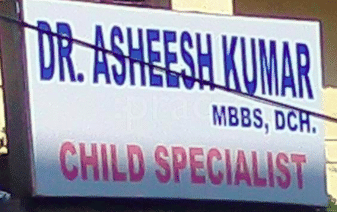 DR. ASHEESH KUMAR
MBBS, DCH.
CHILD SPECIALIST